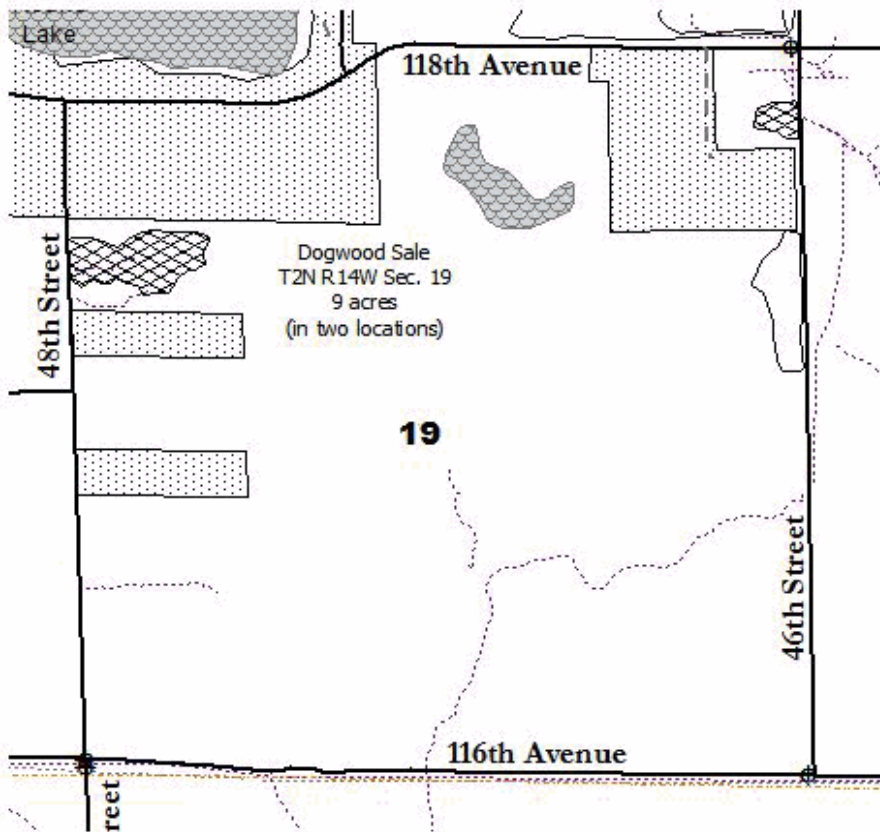 Lake
118th Avenue
48th Street
Dogwood Sale
T2N R14W Sec. 19
9 acres
(in two locations)
19
46th Street
116th Avenue
reet